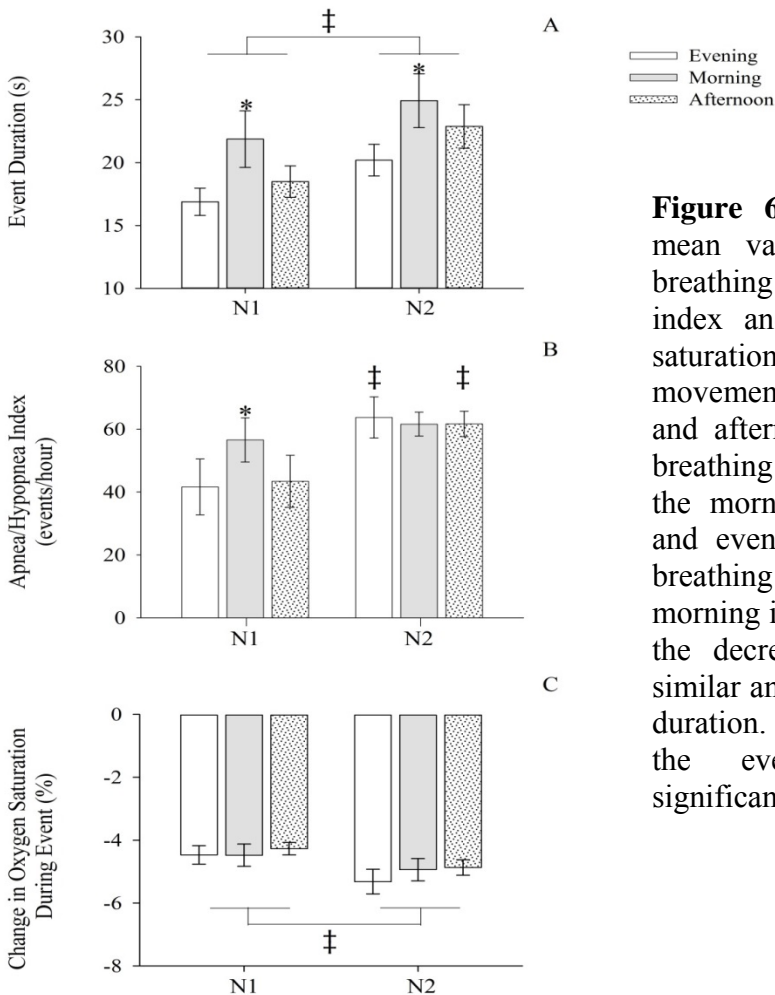 A
‡
30
25
20
15
10
Event Duration (s)
*
*
N1 N2
Evening
Morning
Afternoon
B
80
60
40
20
0
Apnea/Hypopnea Index
(events/hour)
*
‡ ‡
N1 N2
C
0
-2
-4
-6
-8
Change in Oxygen Saturation
During Event (%)
‡
N1 N2
Figure 6
mean va
breathing
index an
saturation
movemen
and aftern
breathing
the morn
and even
breathing
morning i
the decre
similar an
duration.
the eve
significan